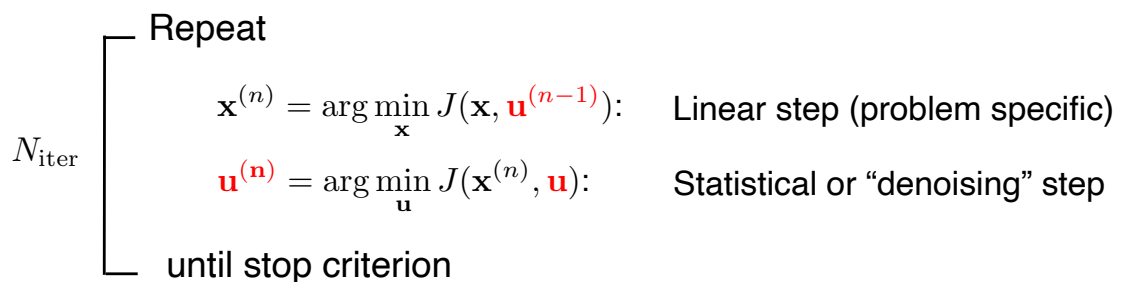 Repeat
x^{(n)} = arg min_x J(x, u^{(n−1)}): Linear step (problem specific)
N_iter
u^{(n)} = arg min_u J(x^{(n)}, u): Statistical or “denoising” step
until stop criterion